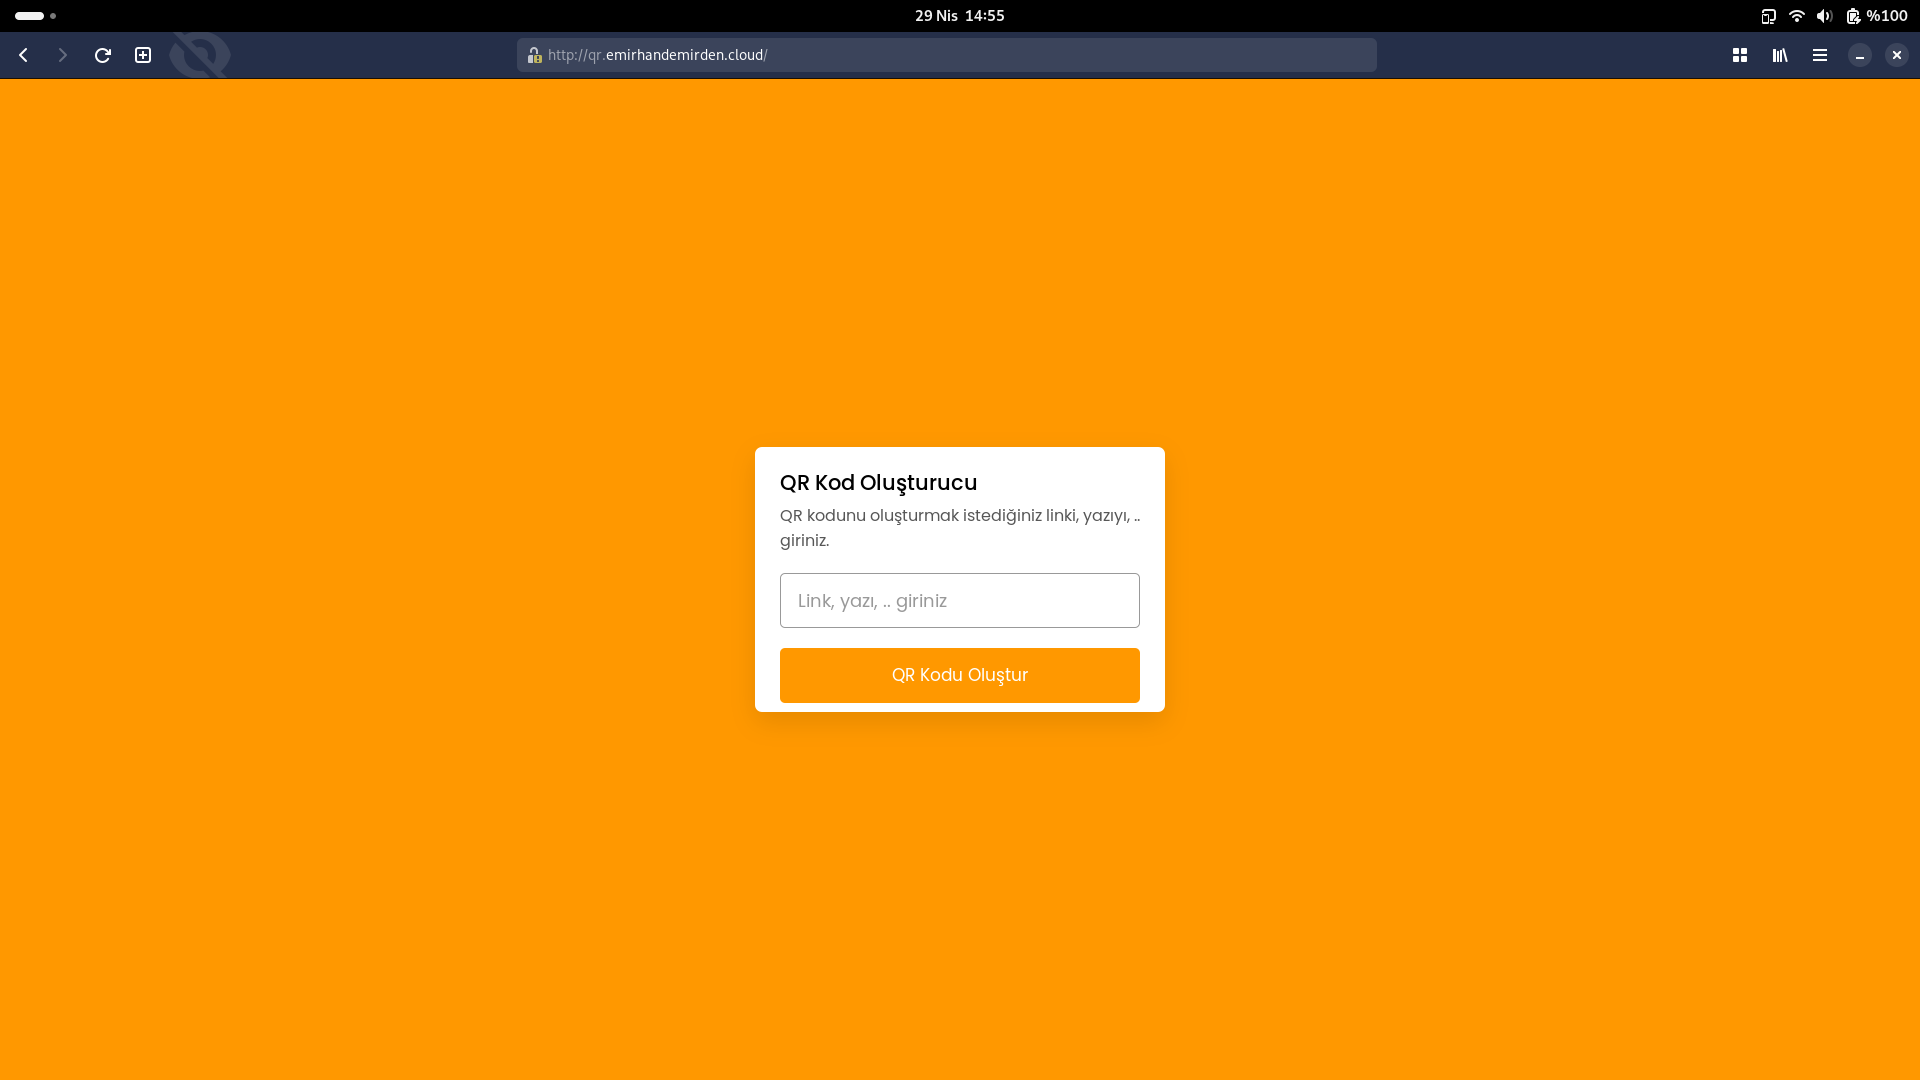 29 Nis 14:55
%100
http://qr.emirhandemirden.cloud/
QR Kod Oluşturucu
QR kodunu oluşturmak istediğiniz linki, yazıyı, ..
giriniz.
Link, yazı, .. giriniz
QR Kodu Oluştur